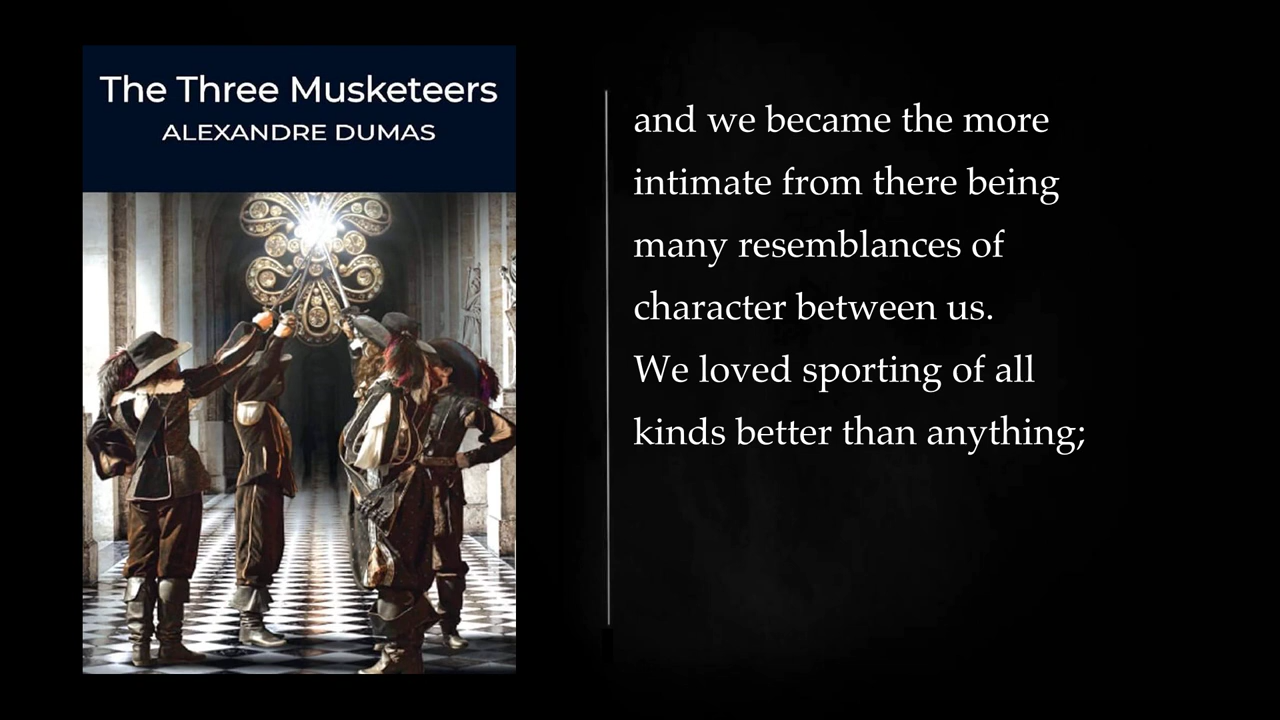 The Three Musketeers
ALEXANDRE DUMAS
and we became the more
intimate from there being
many resemblances of
character between us.
We loved sporting of all
kinds better than anything;